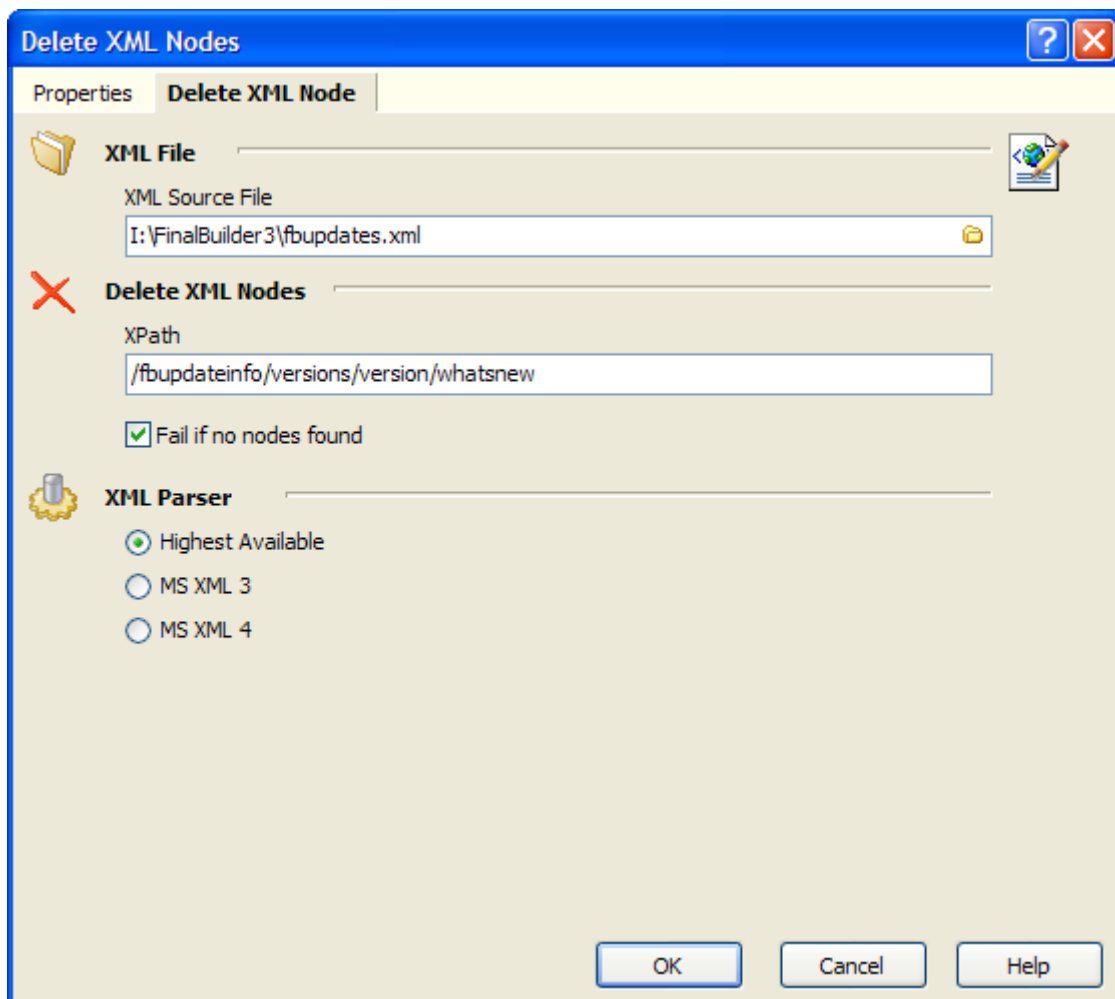 Delete XML Nodes
Properties Delete XML Node
XML File
XML Source File
I:\FinalBuilder3\fbupdates.xml
Delete XML Nodes
XPath
/fbupdateinfo/versions/version/whatsnew
Fail if no nodes found
XML Parser
Highest Available
MS XML 3
MS XML 4
OK Cancel Help